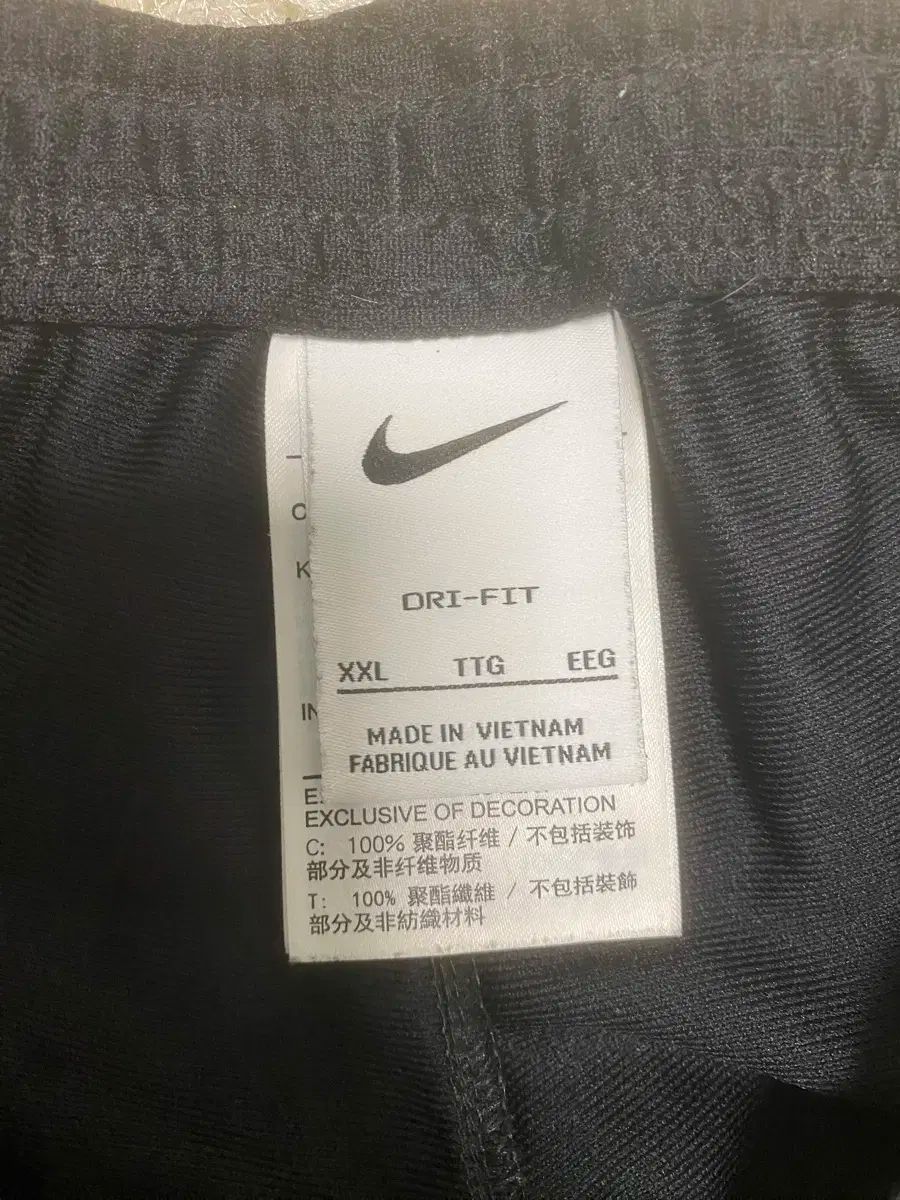 DRI-FIT
XXL TTG EEG
MADE IN VIETNAM
FABRIQUE AU VIETNAM
EXCLUSIVE OF DECORATION
C: 100% 聚酯纤维 / 不包括装饰
部分及非纤维物质
T: 100% 聚酯纖維 / 不包括裝飾
部分及非紡織材料